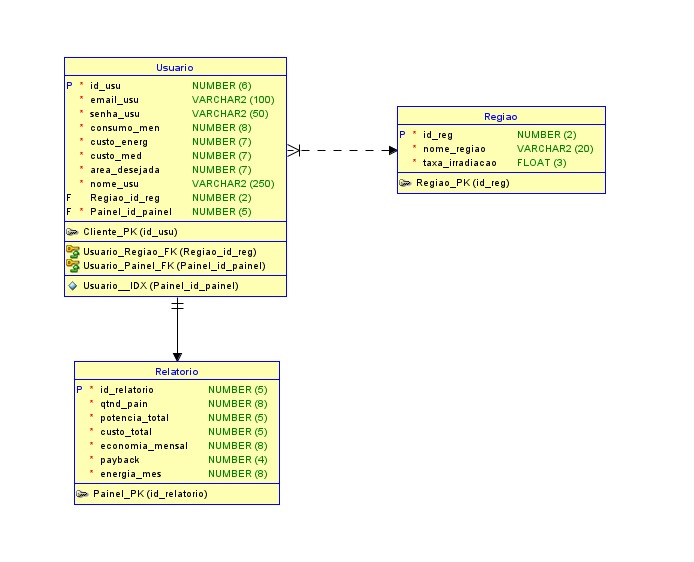 Usuario
P * id_usu NUMBER (6)
* email_usu VARCHAR2 (100)
* senha_usu VARCHAR2 (50)
* consumo_men NUMBER (8)
* custo_energ NUMBER (7)
* custo_med NUMBER (7)
* area_desejada NUMBER (7)
* nome_usu VARCHAR2 (250)
F Regiao_id_reg NUMBER (2)
F * Painel_id_painel NUMBER (5)
Cliente_PK (id_usu)
Usuario_Regiao_FK (Regiao_id_reg)
Usuario_Painel_FK (Painel_id_painel)
Usuario__IDX (Painel_id_painel)
Regiao
P * id_reg NUMBER (2)
* nome_regiao VARCHAR2 (20)
* taxa_irradiacao FLOAT (3)
Regiao_PK (id_reg)
Relatorio
P * id_relatorio NUMBER (5)
* qtnd_pain NUMBER (8)
* potencia_total NUMBER (5)
* custo_total NUMBER (5)
* economia_mensal NUMBER (8)
* payback NUMBER (4)
* energia_mes NUMBER (8)
Painel_PK (id_relatorio)